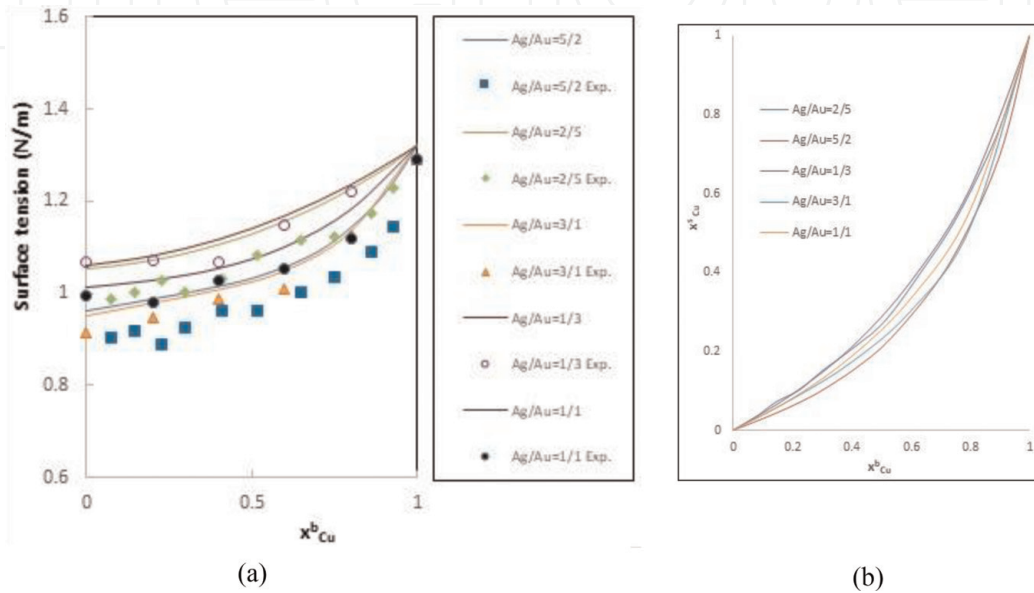 1.6
1.4
1.2
1
0.8
0.6
Surface tension (N/m)
0
0.5
1
x^b Cu
Ag/Au=5/2
Ag/Au=5/2 Exp.
Ag/Au=2/5
Ag/Au=2/5 Exp.
Ag/Au=3/1
Ag/Au=3/1 Exp.
Ag/Au=1/3
Ag/Au=1/3 Exp.
Ag/Au=1/1
Ag/Au=1/1 Exp.
(a)
1
0.8
0.6
0.4
0.2
0
x^s Cu
Ag/Au=2/5
Ag/Au=5/2
Ag/Au=1/3
Ag/Au=3/1
Ag/Au=1/1
0
0.2
0.4
0.6
0.8
1
x^b Cu
(b)